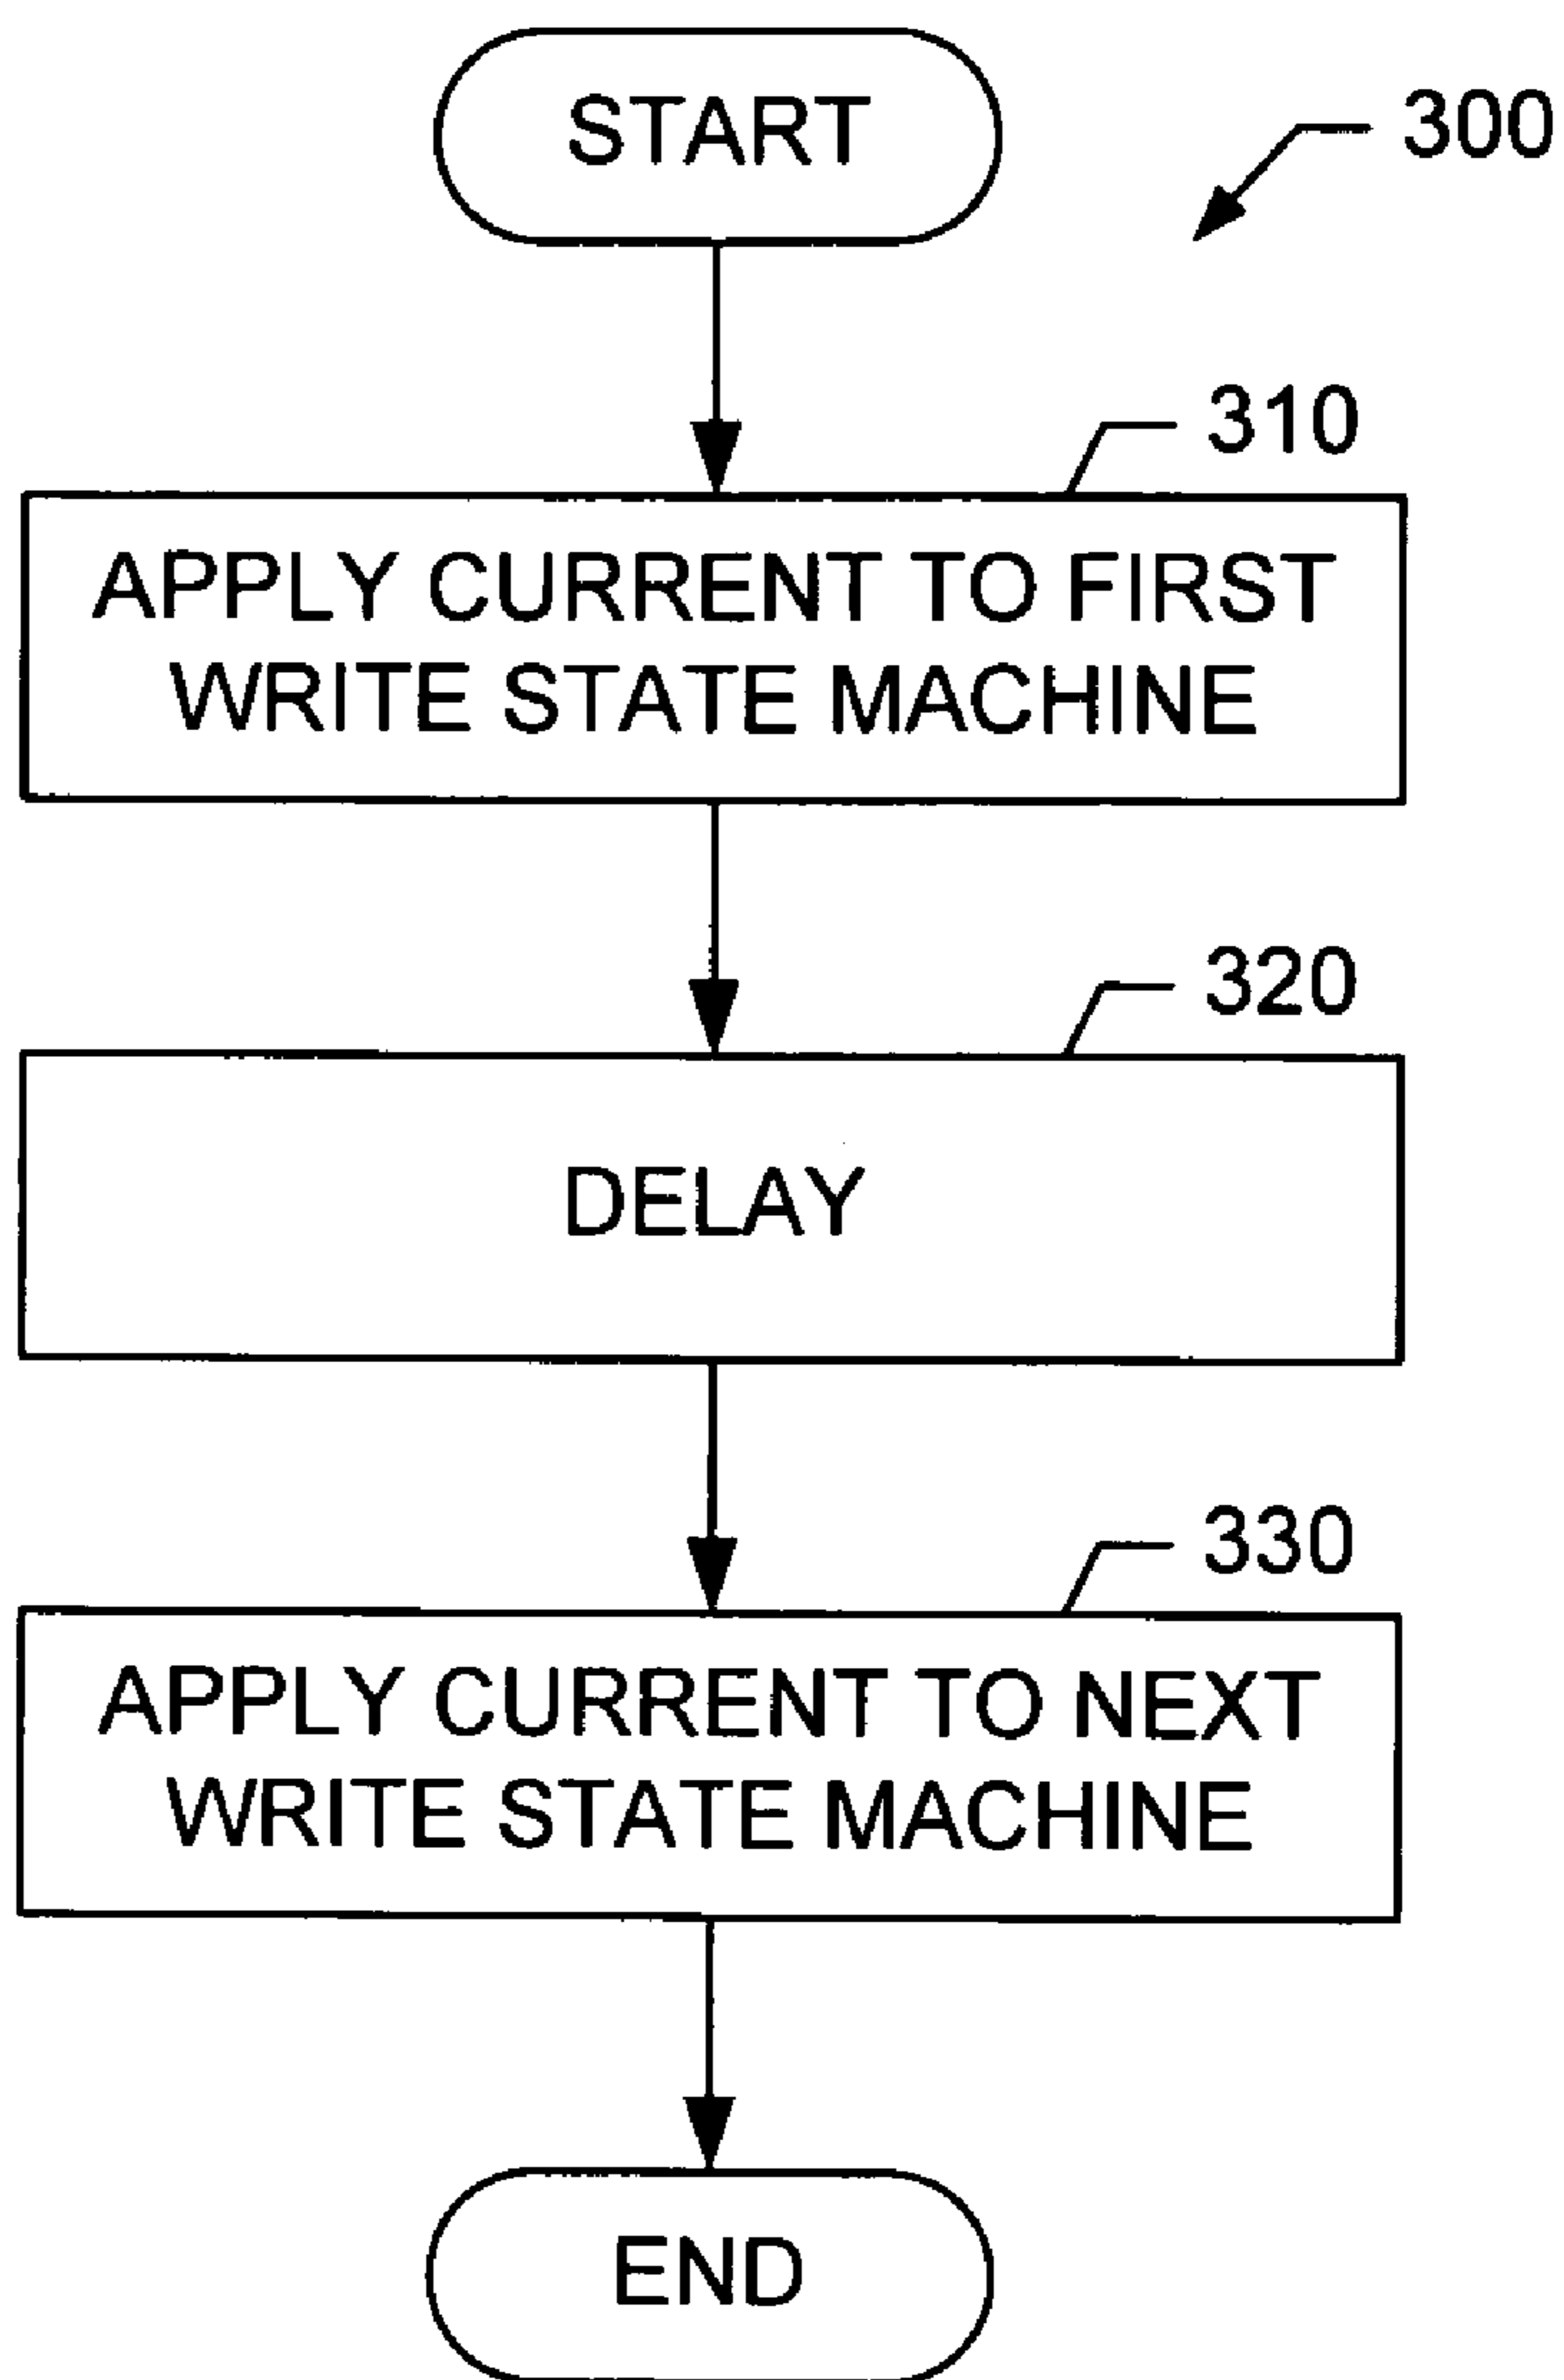 START
300
310
APPLY CURRENT TO FIRST
WRITE STATE MACHINE
320
DELAY
330
APPLY CURRENT TO NEXT
WRITE STATE MACHINE
END